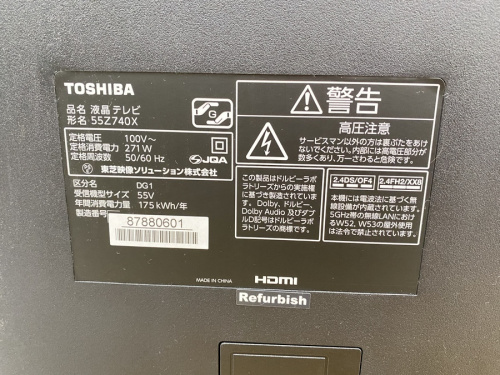 TOSHIBA
品名 液晶テレビ
形名 55Z740X
定格電圧 100V～
定格消費電力 271W
定格周波数 50/60Hz
JQA
東芝映像ソリューション株式会社
区分名 DG1
受信機型サイズ 55V
年間消費電力量 175kWh/年
製造番号
87880601
警告
高圧注意
サービスマン以外の方は裏ぶたをあけ
ないでください。内部には高電圧部分が
数多くあり、万一さわると危険です。
この製品はドルビーラボ
ラトリーズからの実施権
に基づき製造されていま
す。Dolby、ドルビー、
Dolby Audio 及びダブ
ルD記号はドルビーラボ
ラトリーズの商標です。
2.4DS/OF4
2.4FH2/XX8
本機には電波法に基づく無
線設備が内蔵されています。
5GHz帯の無線LANにおけ
るW52、W53の屋外使用
は法令で禁止されています。
MADE IN CHINA
HDMI
Refurbish